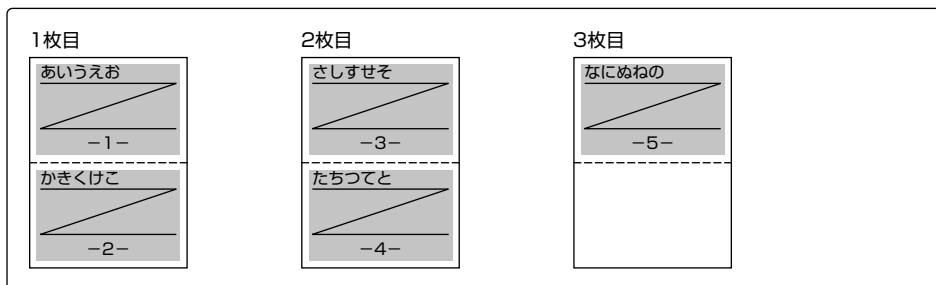 1枚目
あいうえお
−1−
かきくけこ
−2−
2枚目
さしすせそ
−3−
たちつてと
−4−
3枚目
なにぬねの
−5−